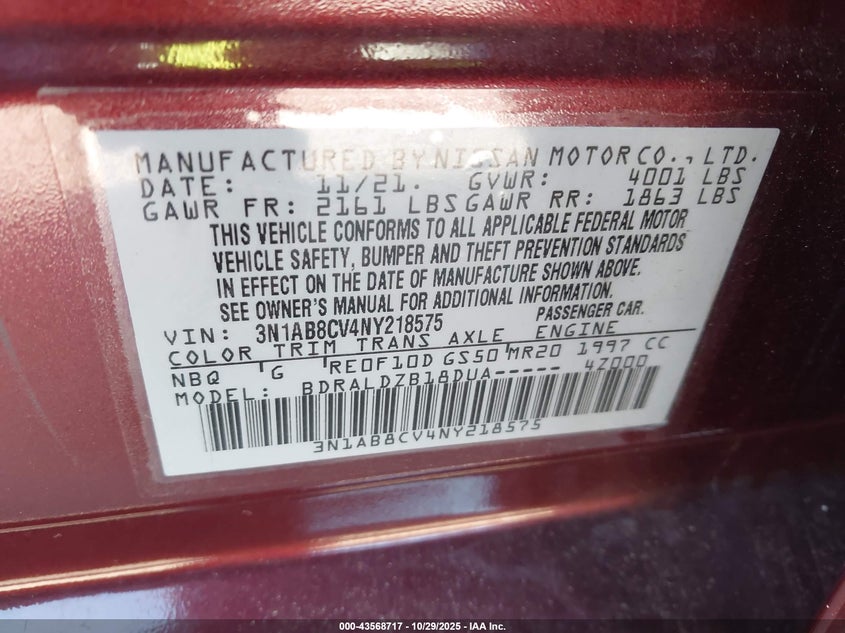 MANUFACTURED BY NISSAN MOTOR CO., LTD.
DATE: 11/21. GVWR: 4001 LBS
GAWR FR: 2161 LBS GAWR RR: 1863 LBS
THIS VEHICLE CONFORMS TO ALL APPLICABLE FEDERAL MOTOR
VEHICLE SAFETY, BUMPER AND THEFT PREVENTION STANDARDS
IN EFFECT ON THE DATE OF MANUFACTURE SHOWN ABOVE.
SEE OWNER'S MANUAL FOR ADDITIONAL INFORMATION.
VIN: 3N1AB8CV4NY218575 PASSENGER CAR.
COLOR TRIM TRANS AXLE ENGINE
NBQ G RE0F10D GS50 MR20 1997 CC
MODEL: BDRALDZB18DUA----- 4Z000
3N1AB8CV4NY218575
000-43568717 | 10/29/2025 - IAA Inc.